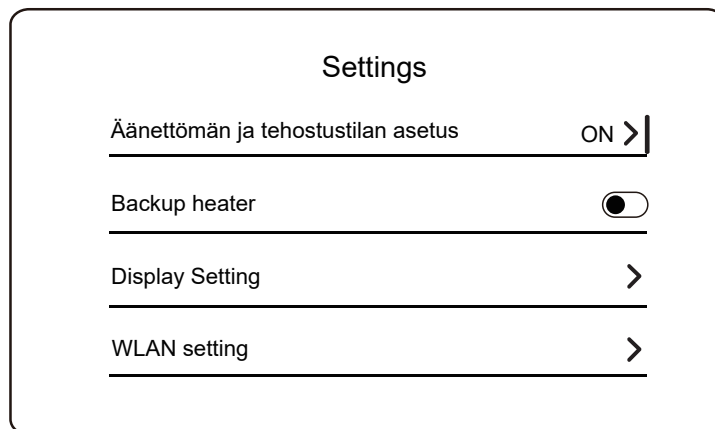 Settings
Äänettömän ja tehostustilan asetus ON
Backup heater
Display Setting
WLAN setting